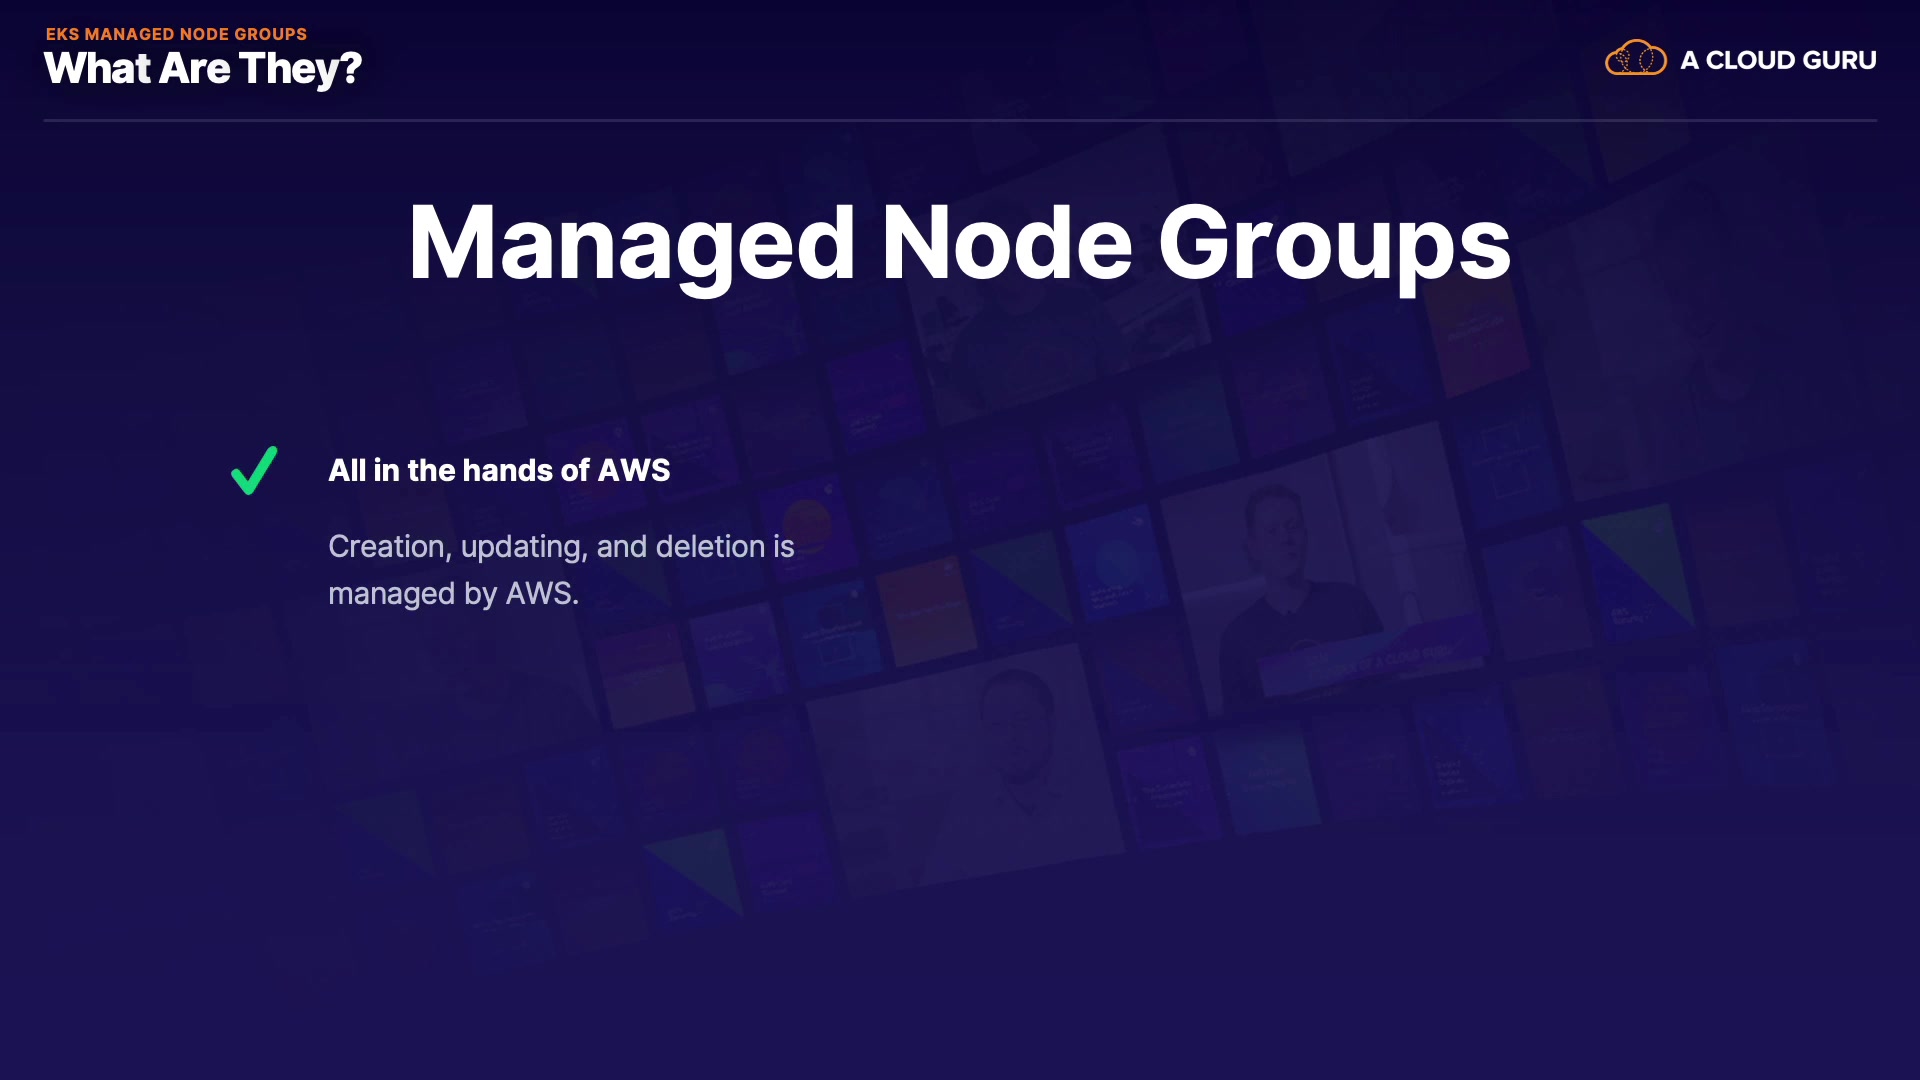 EKS MANAGED NODE GROUPS
What Are They?
A CLOUD GURU
Managed Node Groups
All in the hands of AWS
Creation, updating, and deletion is
managed by AWS.